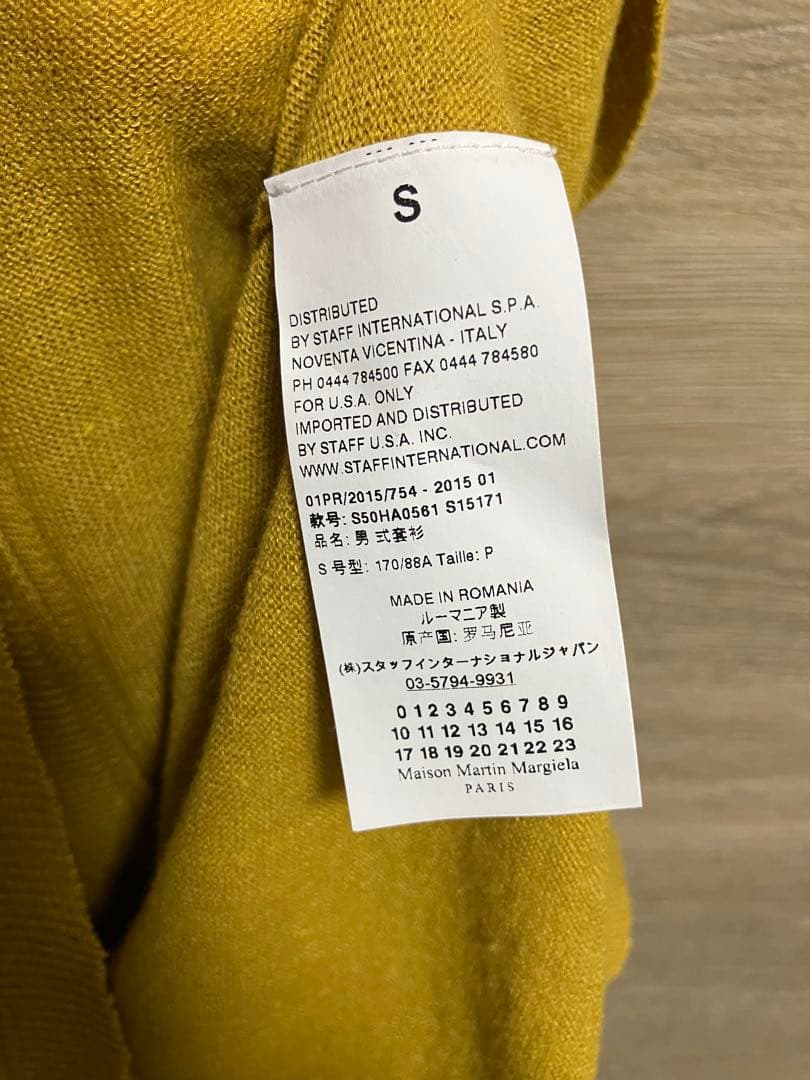 S
DISTRIBUTED
BY STAFF INTERNATIONAL S.P.A.
NOVENTA VICENTINA - ITALY
PH 0444 784500 FAX 0444 784580
FOR U.S.A. ONLY
IMPORTED AND DISTRIBUTED
BY STAFF U.S.A. INC.
WWW.STAFFINTERNATIONAL.COM
01PR/2015/754 - 2015 01
款号: S50HA0561 S15171
品名: 男 式套衫
S 号型: 170/88A Taille: P
MADE IN ROMANIA
ルーマニア製
原产国: 罗马尼亚
(株)スタッフインターナショナルジャパン
03-5794-9931
0 1 2 3 4 5 6 7 8 9
10 11 12 13 14 15 16
17 18 19 20 21 22 23
Maison Martin Margiela
PARIS